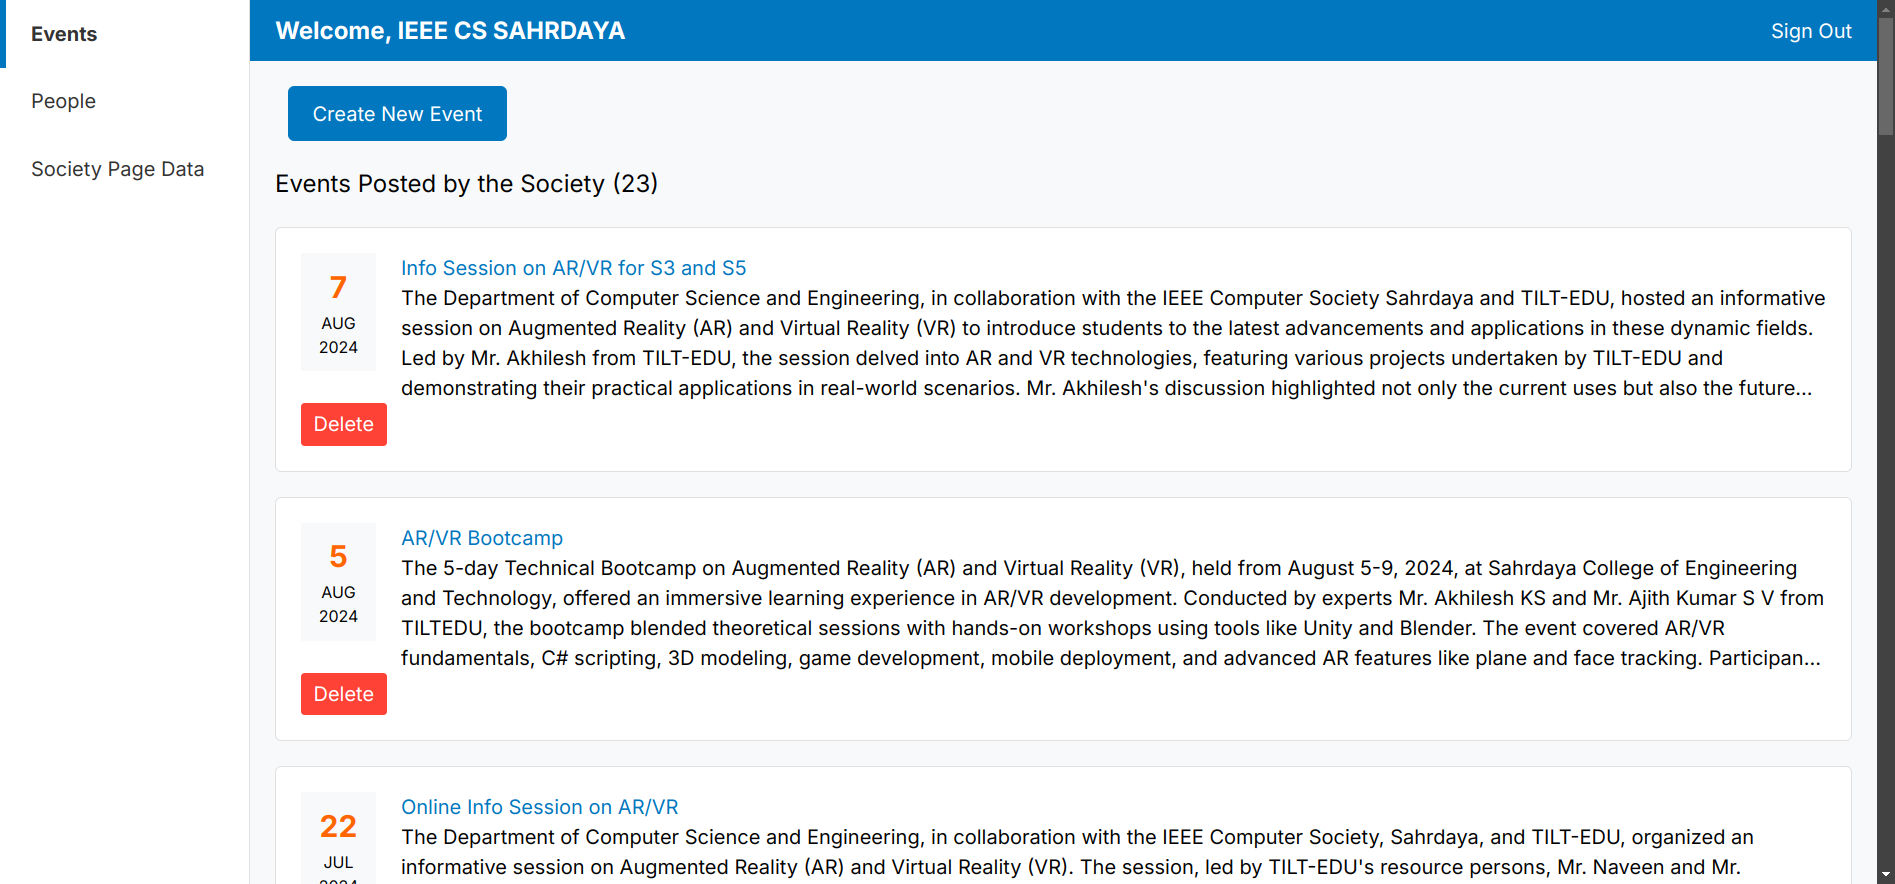 Events
People
Society Page Data
Welcome, IEEE CS SAHRDAYA
Sign Out
Create New Event
Events Posted by the Society (23)
7
AUG
2024
Info Session on AR/VR for S3 and S5
The Department of Computer Science and Engineering, in collaboration with the IEEE Computer Society Sahrdaya and TILT-EDU, hosted an informative
session on Augmented Reality (AR) and Virtual Reality (VR) to introduce students to the latest advancements and applications in these dynamic fields.
Led by Mr. Akhilesh from TILT-EDU, the session delved into AR and VR technologies, featuring various projects undertaken by TILT-EDU and
demonstrating their practical applications in real-world scenarios. Mr. Akhilesh's discussion highlighted not only the current uses but also the future...
Delete
5
AUG
2024
AR/VR Bootcamp
The 5-day Technical Bootcamp on Augmented Reality (AR) and Virtual Reality (VR), held from August 5-9, 2024, at Sahrdaya College of Engineering
and Technology, offered an immersive learning experience in AR/VR development. Conducted by experts Mr. Akhilesh KS and Mr. Ajith Kumar S V from
TILTEDU, the bootcamp blended theoretical sessions with hands-on workshops using tools like Unity and Blender. The event covered AR/VR
fundamentals, C# scripting, 3D modeling, game development, mobile deployment, and advanced AR features like plane and face tracking. Participan...
Delete
22
JUL
2024
Online Info Session on AR/VR
The Department of Computer Science and Engineering, in collaboration with the IEEE Computer Society, Sahrdaya, and TILT-EDU, organized an
informative session on Augmented Reality (AR) and Virtual Reality (VR). The session, led by TILT-EDU's resource persons, Mr. Naveen and Mr.